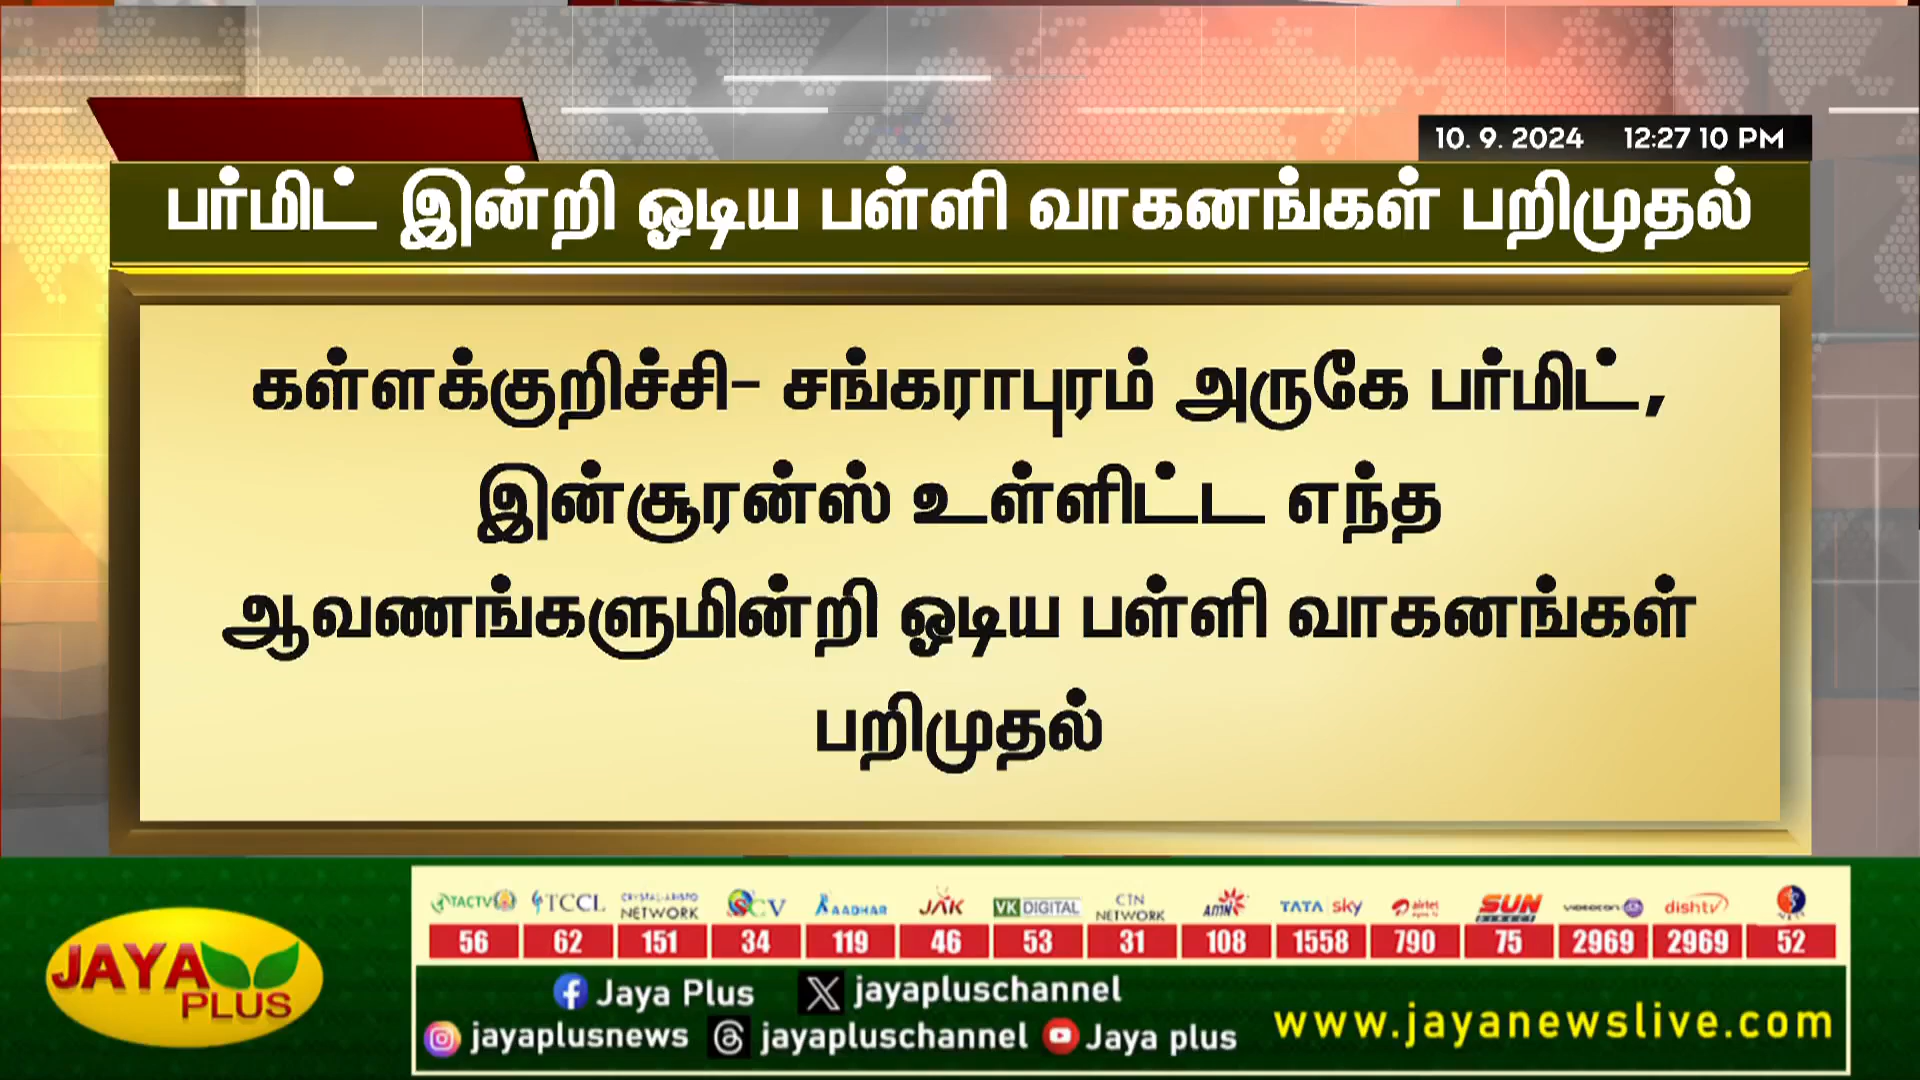 10. 9. 2024 12:27 10 PM
பர்மிட் இன்றி ஓடிய பள்ளி வாகனங்கள் பறிமுதல்
கள்ளக்குறிச்சி- சங்கராபுரம் அருகே பர்மிட்,
இன்சூரன்ஸ் உள்ளிட்ட எந்த
ஆவணங்களுமின்றி ஓடிய பள்ளி வாகனங்கள்
பறிமுதல்
JAYA
PLUS
TACTV TCCL CRYSTAL-ARISTO NETWORK SCV AADHAR JAK VK DIGITAL CTN NETWORK AMN TATA sky airtel SUN DIRECT videocon dishtv
56 62 151 34 119 46 53 31 108 1558 790 75 2969 2969 52
Jaya Plus jayapluschannel
jayaplusnews jayapluschannel Jaya plus
www.jayanewslive.com